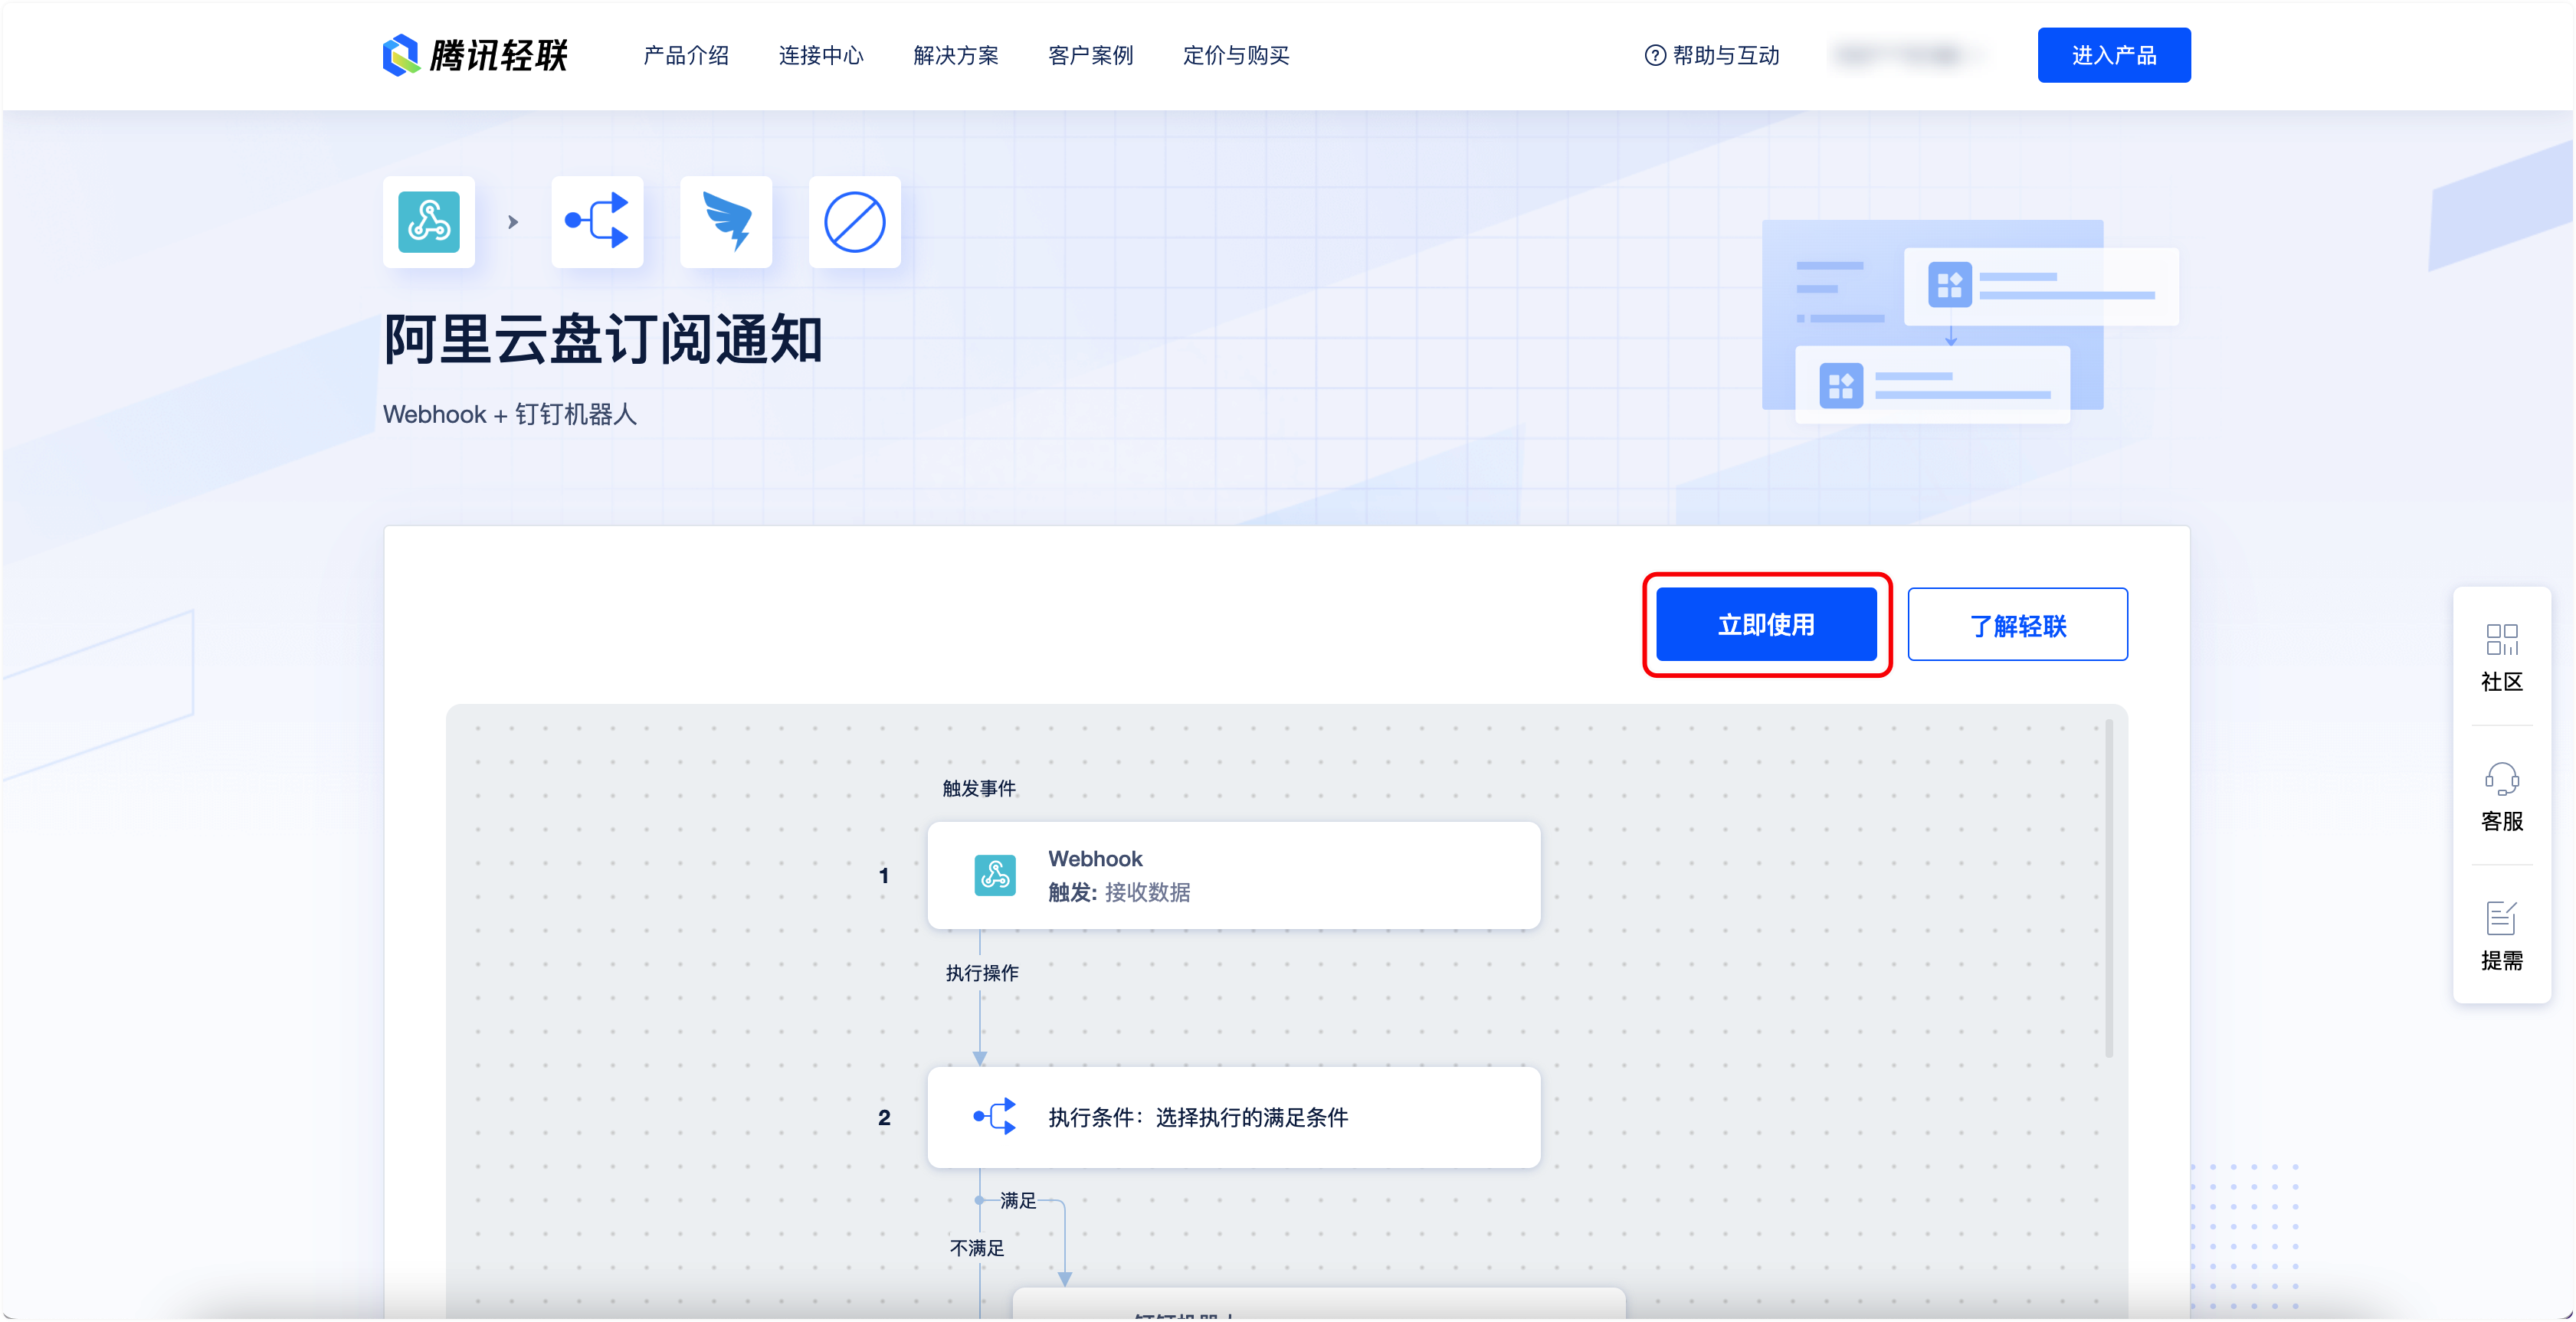 腾讯轻联
产品介绍
连接中心
解决方案
客户案例
定价与购买
帮助与互动
进入产品
阿里云盘订阅通知
Webhook + 钉钉机器人
立即使用
了解轻联
社区
客服
提需
触发事件
1
Webhook
触发: 接收数据
执行操作
2
执行条件：选择执行的满足条件
满足
不满足
钉钉机器人